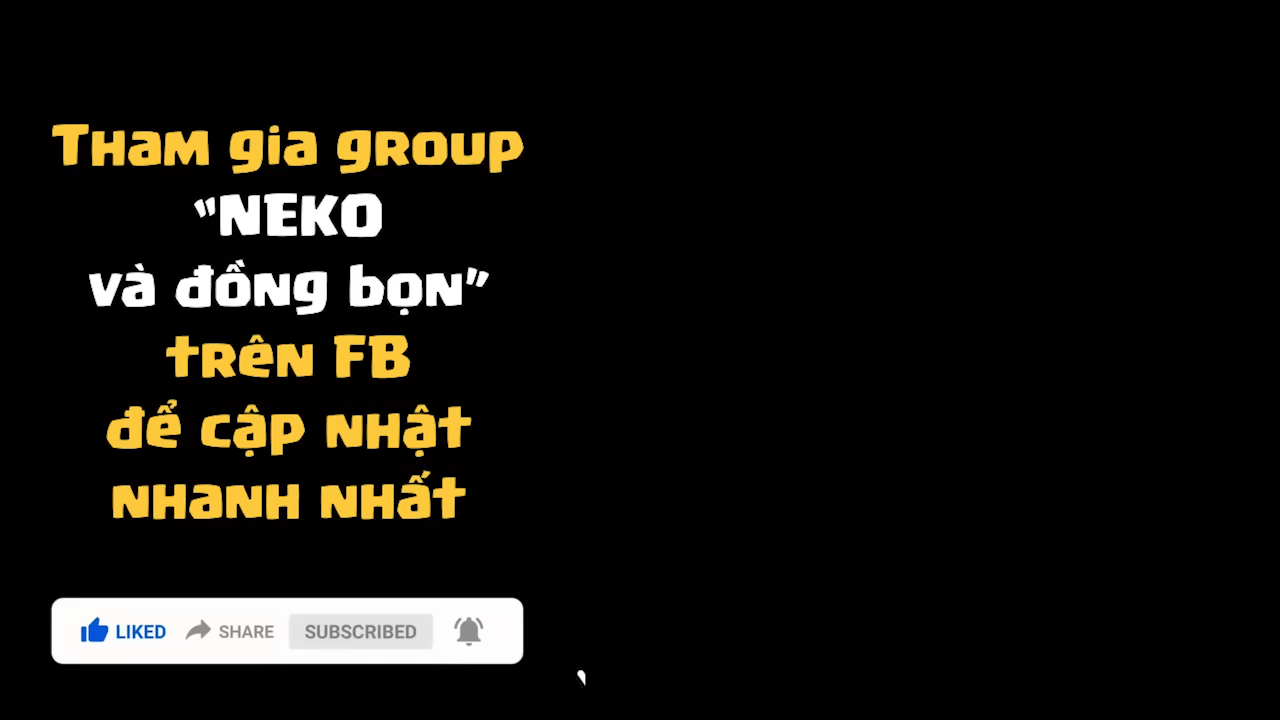 Tham gia group
"NEKO
và đồng bọn"
trên FB
để cập nhật
nhanh nhất
LIKED SHARE SUBSCRIBED